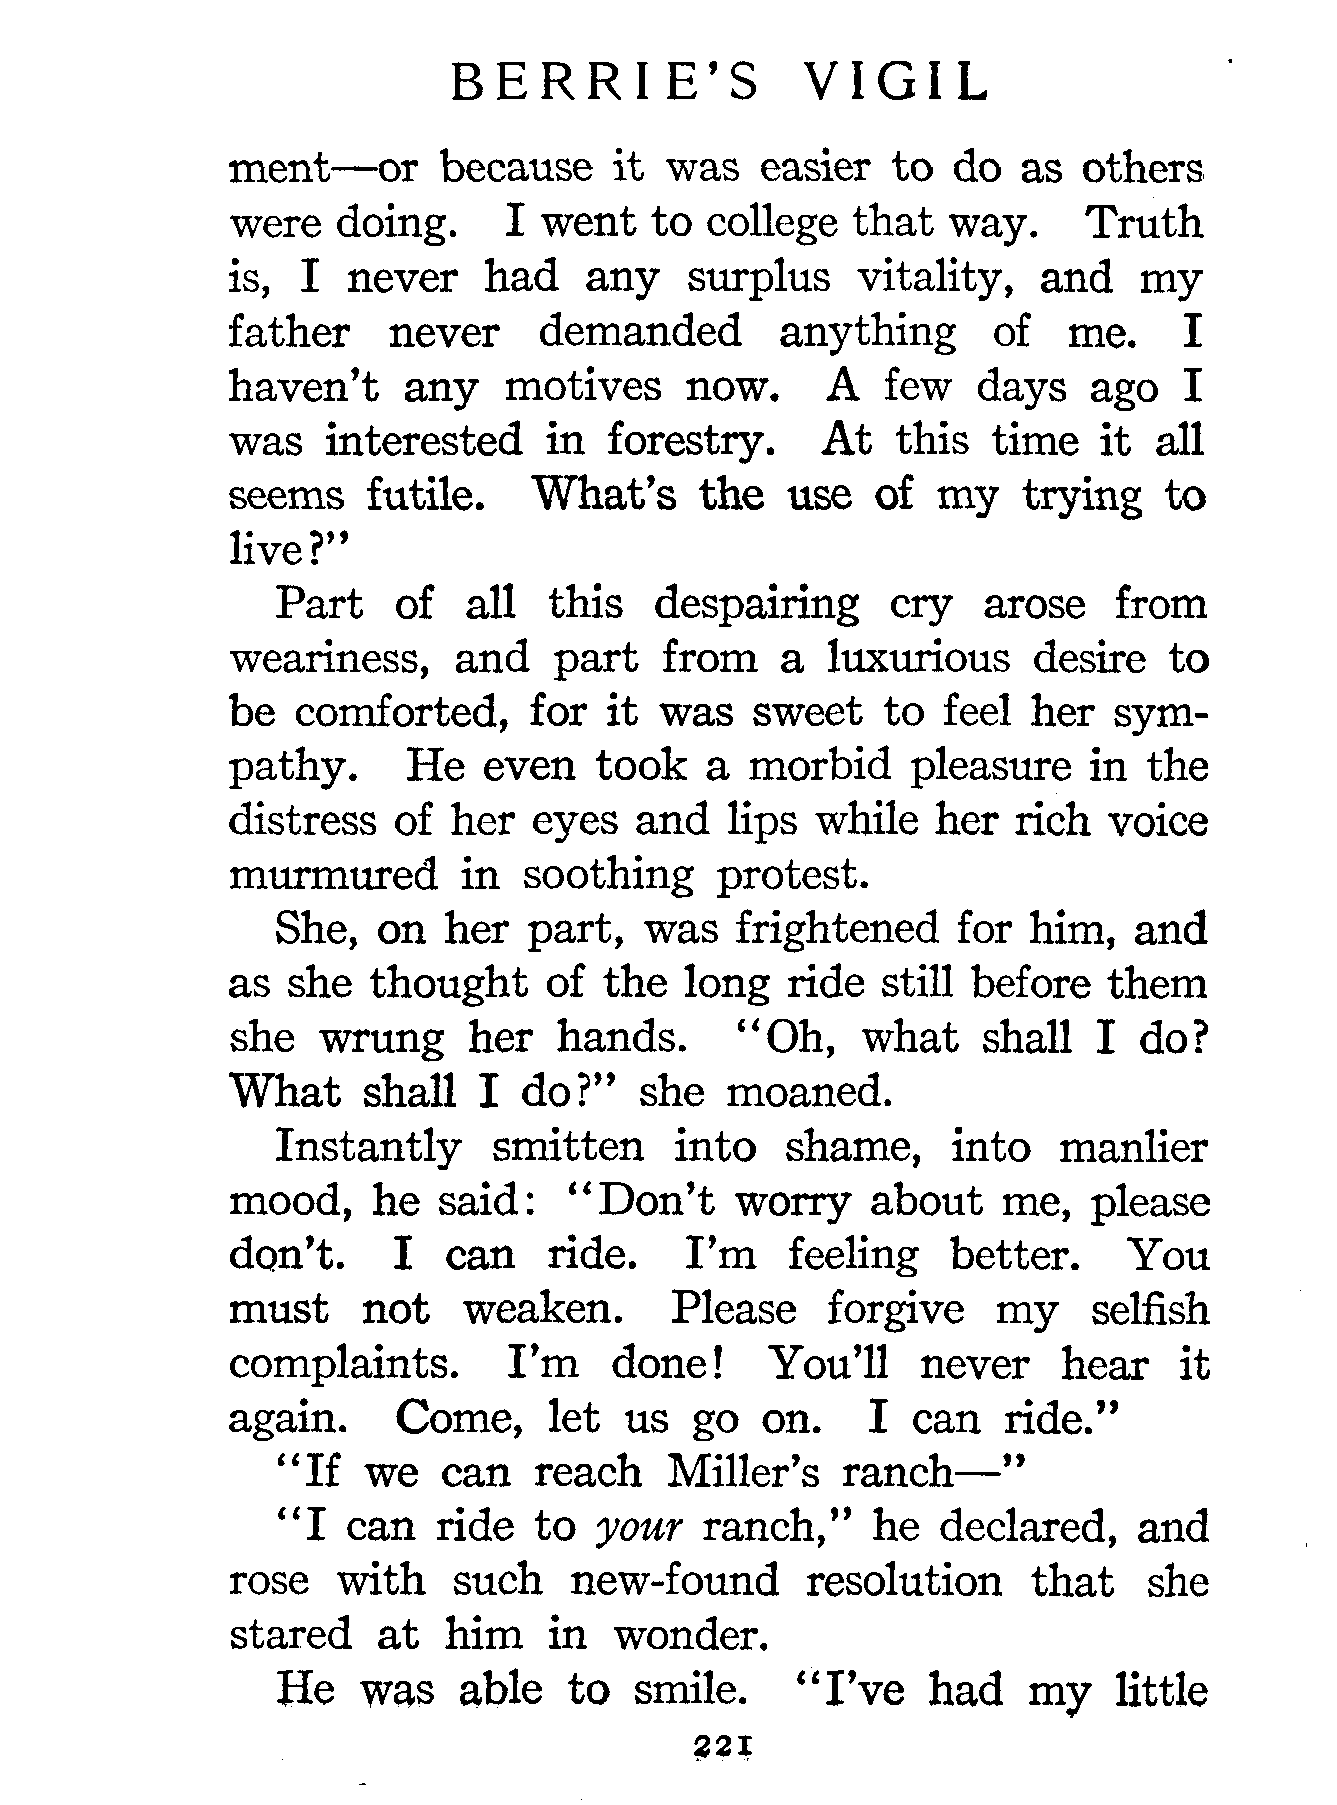 BERRIE'S VIGIL
ment—or because it was easier to do as others
were doing. I went to college that way. Truth
is, I never had any surplus vitality, and my
father never demanded anything of me. I
haven't any motives now. A few days ago I
was interested in forestry. At this time it all
seems futile. What's the use of my trying to
live?"
Part of all this despairing cry arose from
weariness, and part from a luxurious desire to
be comforted, for it was sweet to feel her sym-
pathy. He even took a morbid pleasure in the
distress of her eyes and lips while her rich voice
murmured in soothing protest.
She, on her part, was frightened for him, and
as she thought of the long ride still before them
she wrung her hands. "Oh, what shall I do?
What shall I do?" she moaned.
Instantly smitten into shame, into manlier
mood, he said: "Don't worry about me, please
don't. I can ride. I'm feeling better. You
must not weaken. Please forgive my selfish
complaints. I'm done! You'll never hear it
again. Come, let us go on. I can ride."
"If we can reach Miller's ranch—"
"I can ride to your ranch," he declared, and
rose with such new-found resolution that she
stared at him in wonder.
He was able to smile. "I've had my little
221